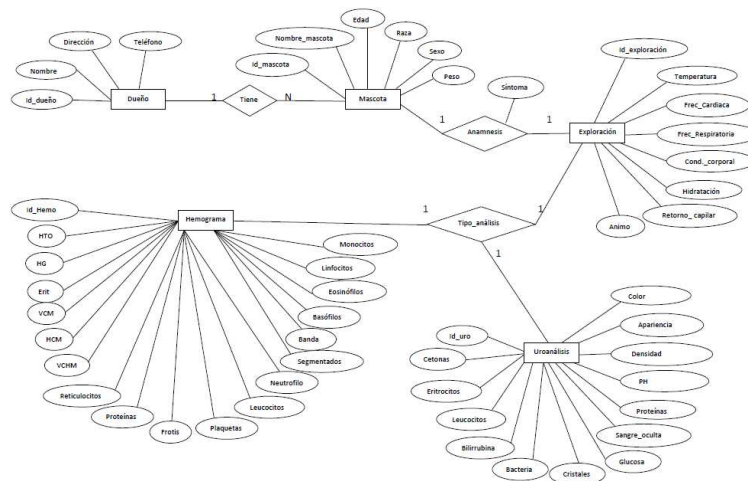 Dirección
Teléfono
Nombre
Id_dueño
Dueño
1
Tiene
N
Edad
Nombre_mascota
Raza
Id_mascota
Sexo
Peso
Mascota
Síntoma
1
Anamnesis
1
Id_exploración
Temperatura
Frec_Cardiaca
Exploración
Frec_Respiratoria
Cond._corporal
Hidratación
Retorno_ capilar
Animo
1
Tipo_análisis
1
1
Id_Hemo
Hemograma
HTO
HG
Erit
VCM
HCM
VCHM
Reticulocitos
Proteínas
Frotis
Plaquetas
Leucocitos
Neutrofilo
Segmentados
Banda
Basófilos
Eosinófilos
Linfocitos
Monocitos
Color
Apariencia
Id_uro
Uroanálisis
Densidad
Cetonas
PH
Eritrocitos
Proteínas
Leucocitos
Sangre_oculta
Bilirrubina
Glucosa
Bacteria
Cristales